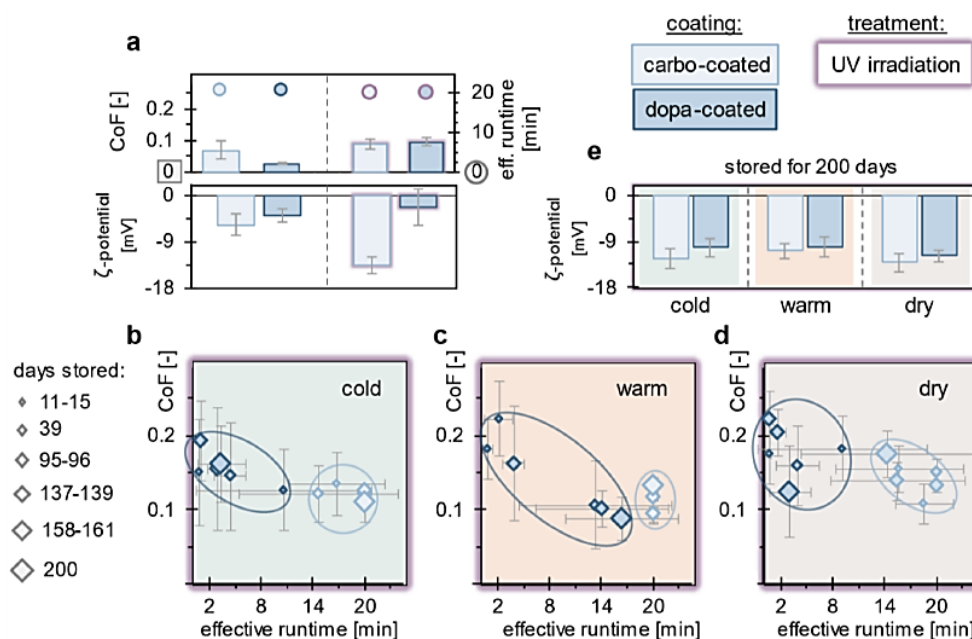 coating:
treatment:
carbo-coated
UV irradiation
dopa-coated
a
CoF [-]
0.2
0.1
0
20
10
0
eff. runtime
[min]
ζ-potential
[mV]
0
-9
-18
e
stored for 200 days
ζ-potential
[mV]
0
-9
-18
cold
warm
dry
days stored:
11-15
39
95-96
137-139
158-161
200
b
CoF [-]
cold
0.2
0.1
2
8
14
20
effective runtime [min]
c
CoF [-]
warm
0.2
0.1
2
8
14
20
effective runtime [min]
d
CoF [-]
dry
0.2
0.1
2
8
14
20
effective runtime [min]